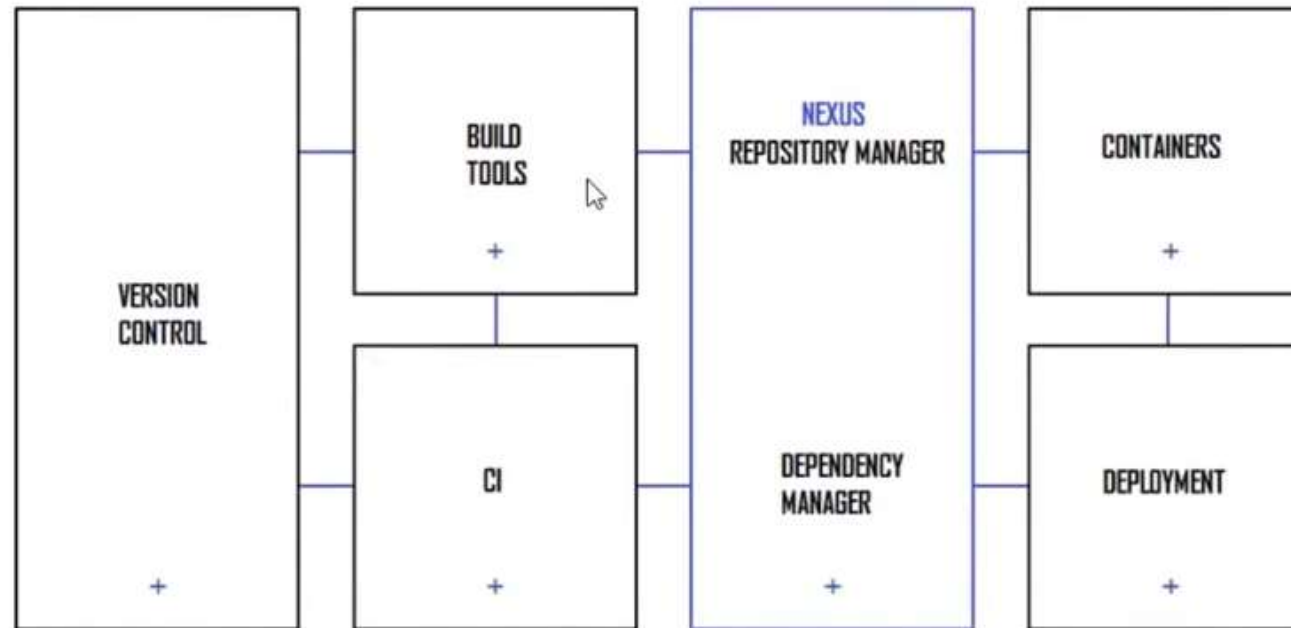 VERSION
CONTROL
+
BUILD
TOOLS
+
CI
+
NEXUS
REPOSITORY MANAGER
DEPENDENCY
MANAGER
+
CONTAINERS
+
DEPLOYMENT
+